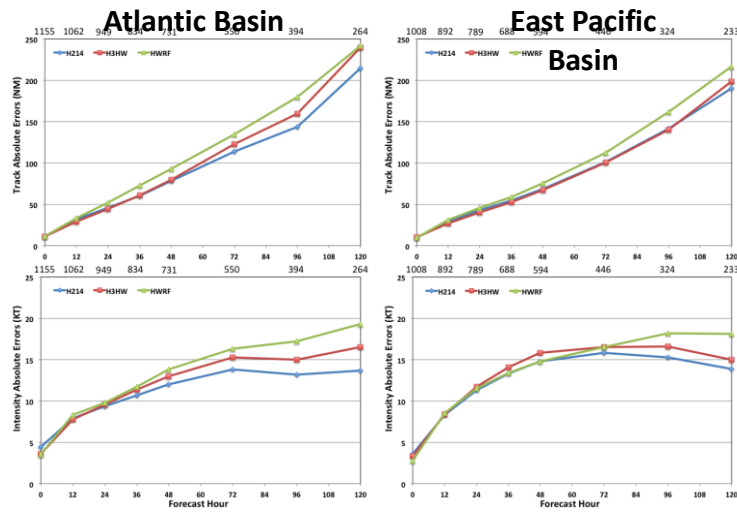 Atlantic Basin
East Pacific
Basin
1155 1062 949 834 731 550 394 264
H214 H3HW HWRF
Track Absolute Errors (NM)
250
200
150
100
50
0
0 12 24 36 48 60 72 84 96 108 120
1008 892 789 688 594 446 324 233
H214 H3HW HWRF
Track Absolute Errors (NM)
250
200
150
100
50
0
0 12 24 36 48 60 72 84 96 108 120
1155 1062 949 834 731 550 394 264
H214 H3HW HWRF
Intensity Absolute Errors (KT)
25
20
15
10
5
0
0 12 24 36 48 60 72 84 96 108 120
Forecast Hour
1008 892 789 688 594 446 324 233
H214 H3HW HWRF
Intensity Absolute Errors (KT)
25
20
15
10
5
0
0 12 24 36 48 60 72 84 96 108 120
Forecast Hour